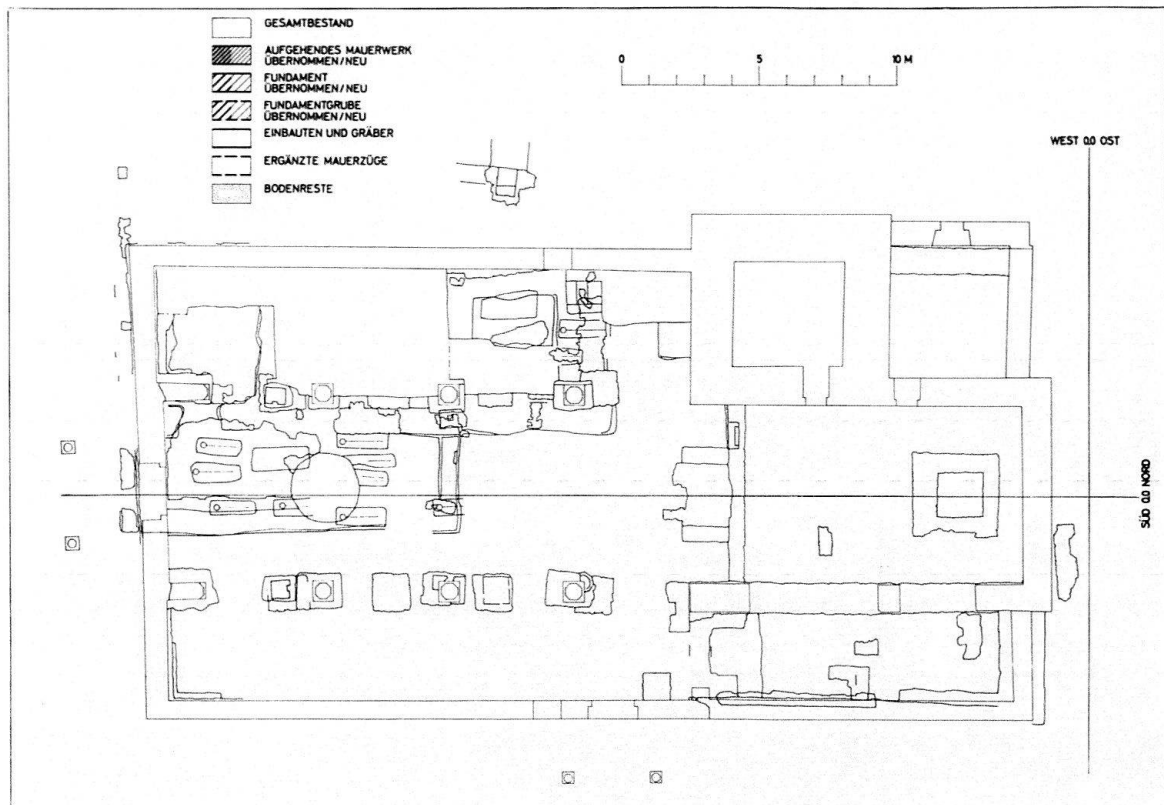 GESAMTBESTAND
AUFGEHENDES MAUERWERK
ÜBERNOMMEN/NEU
FUNDAMENT
ÜBERNOMMEN/NEU
FUNDAMENTGRUBE
ÜBERNOMMEN/NEU
EINBAUTEN UND GRÄBER
ERGÄNZTE MAUERZÜGE
BODENRESTE
0 5 10 M
WEST 0.0 OST
SÜD 0.0 NORD